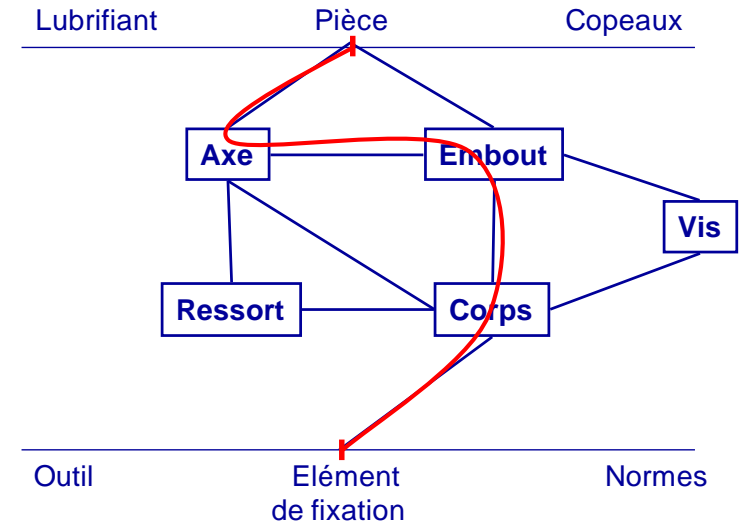 Lubrifiant Pièce Copeaux
Axe Embout
Vis
Ressort Corps
Outil Elément Normes
de fixation